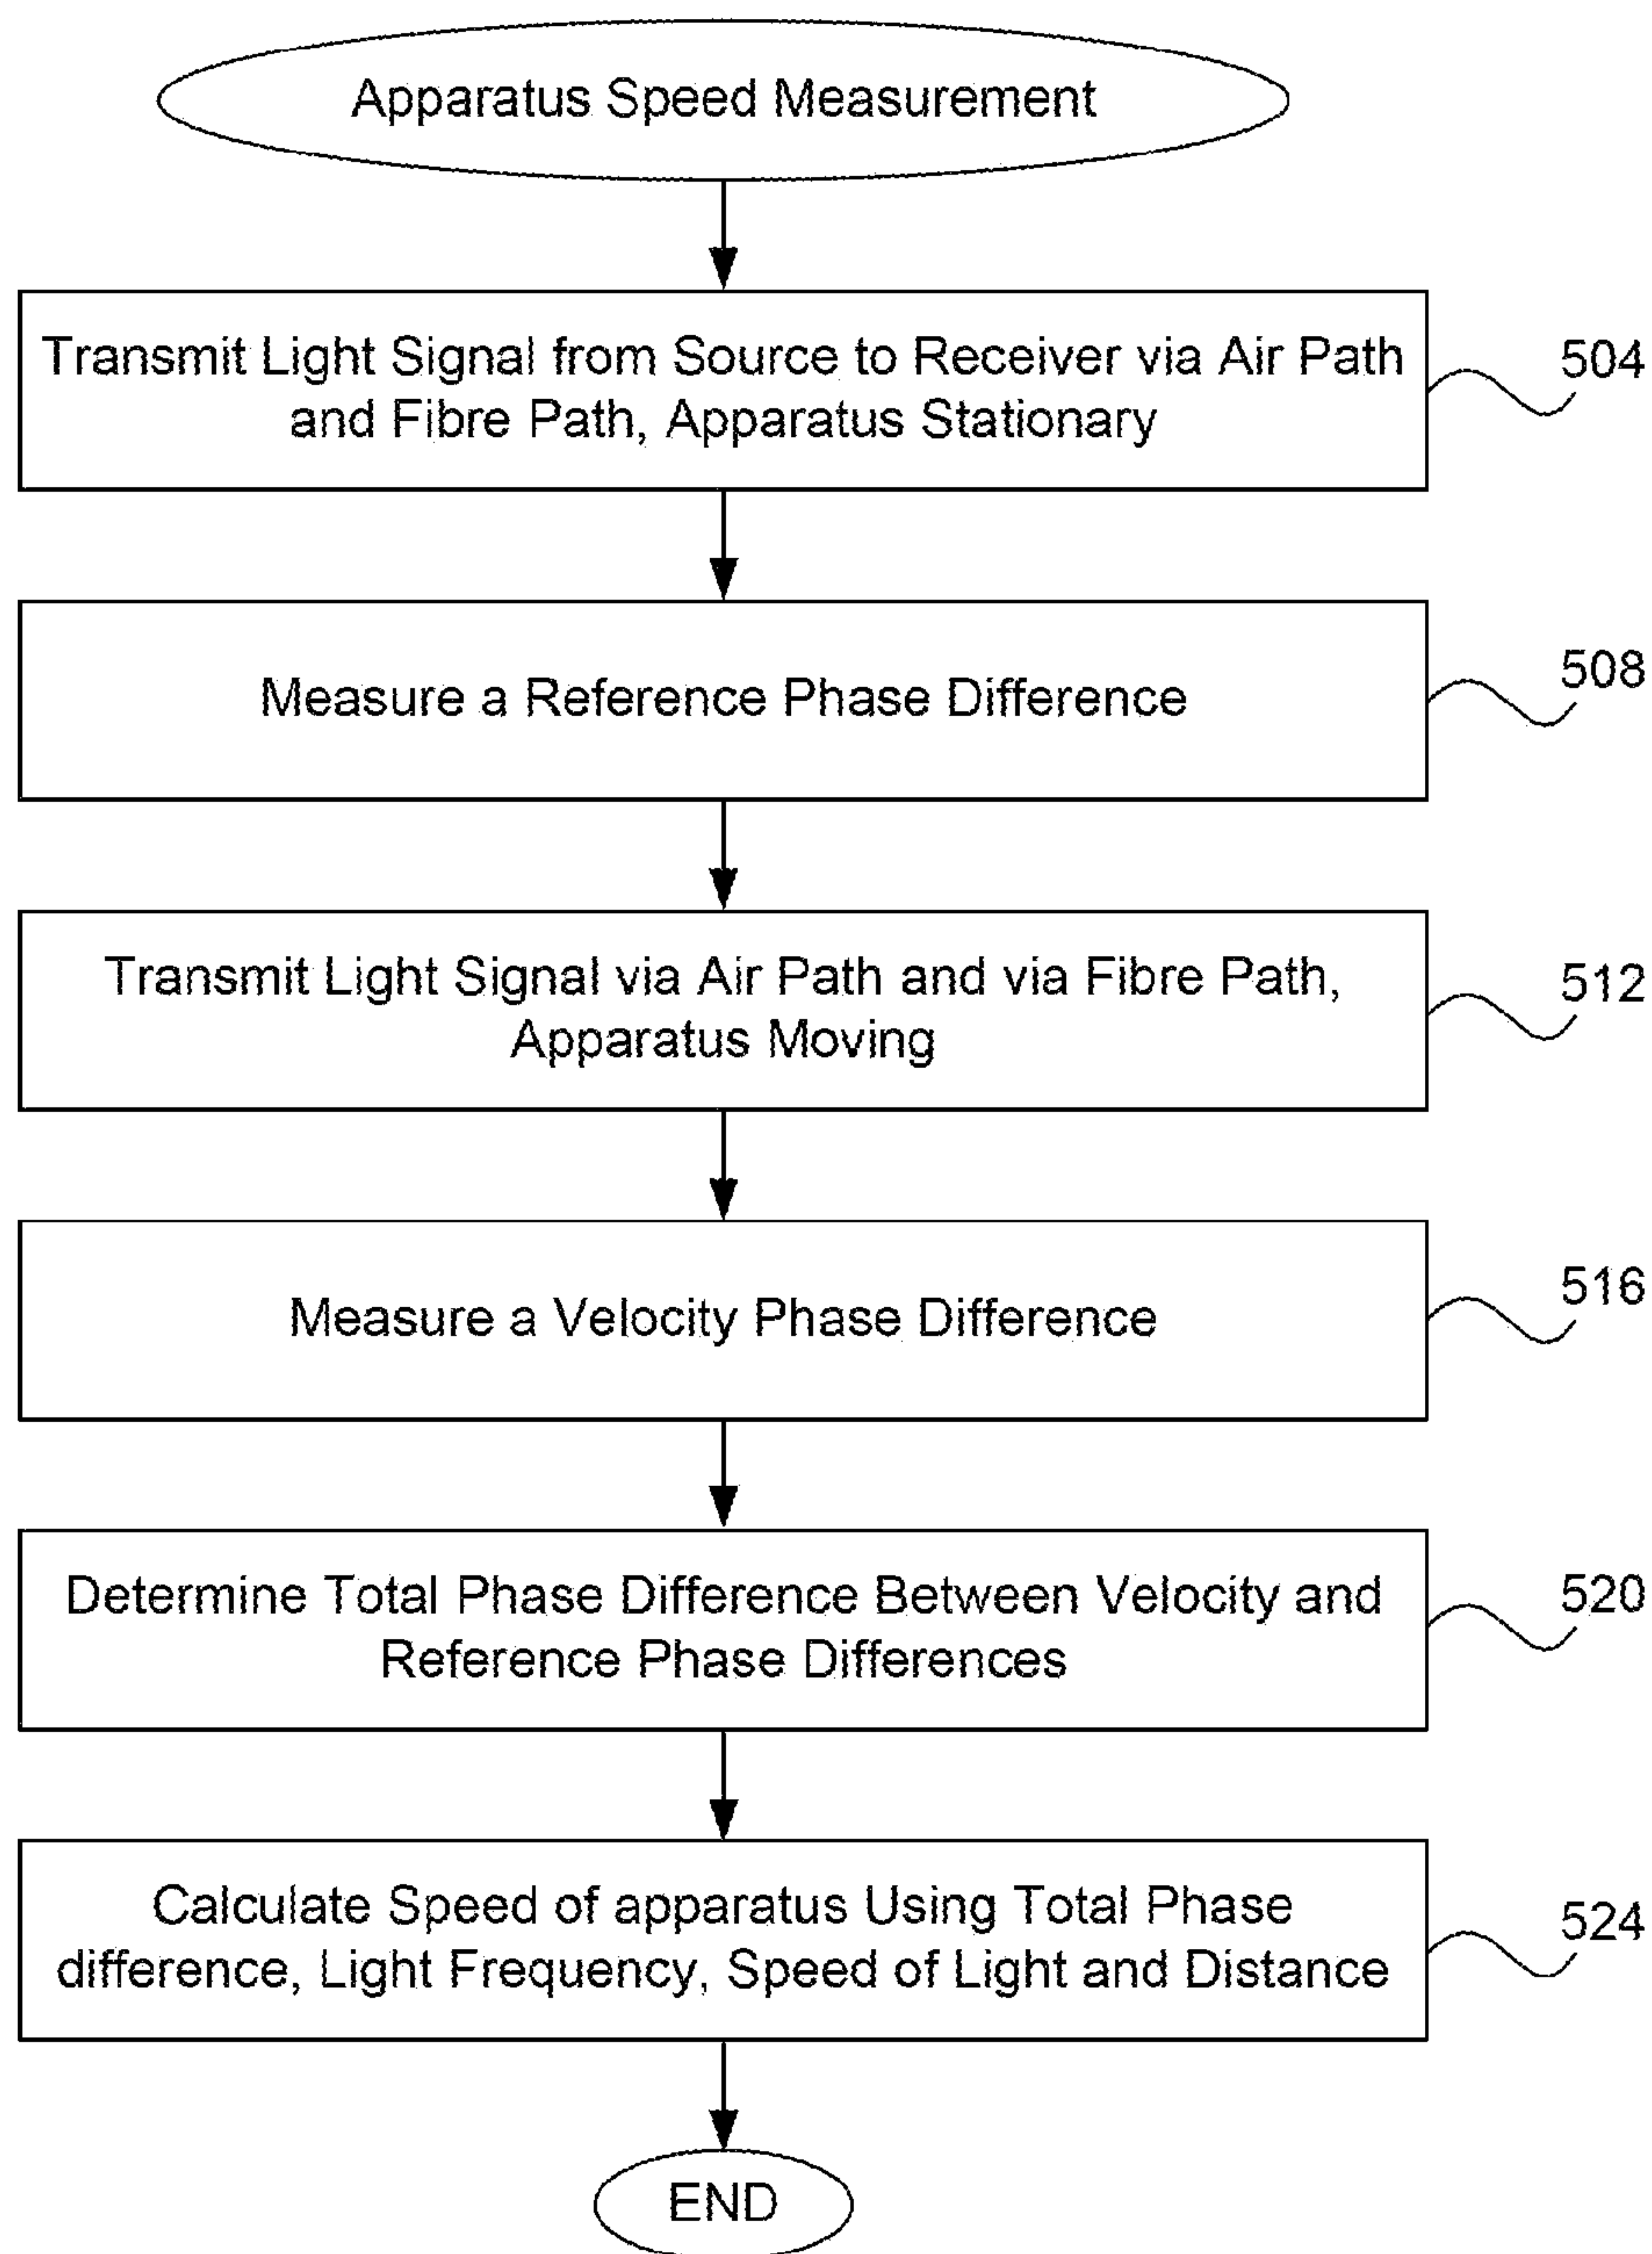 Apparatus Speed Measurement
Transmit Light Signal from Source to Receiver via Air Path
and Fibre Path, Apparatus Stationary
504
Measure a Reference Phase Difference
508
Transmit Light Signal via Air Path and via Fibre Path,
Apparatus Moving
512
Measure a Velocity Phase Difference
516
Determine Total Phase Difference Between Velocity and
Reference Phase Differences
520
Calculate Speed of apparatus Using Total Phase
difference, Light Frequency, Speed of Light and Distance
524
END